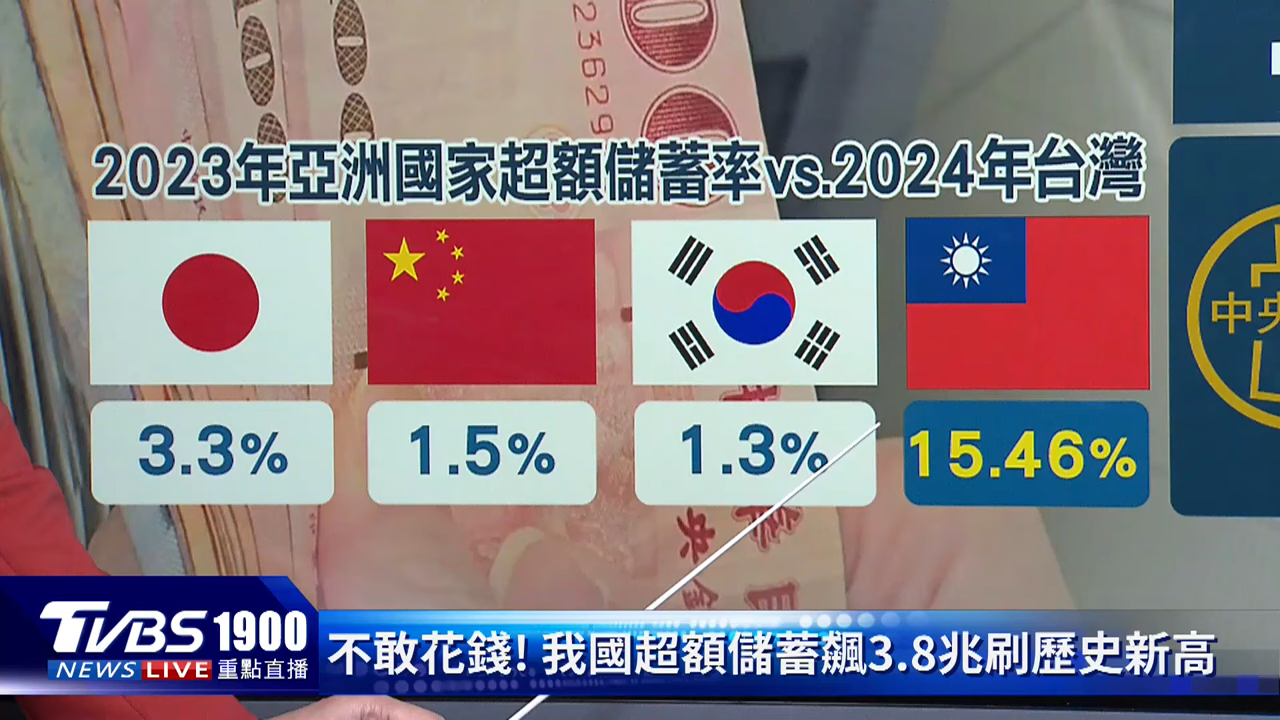 2023年亞洲國家超額儲蓄率vs.2024年台灣
3.3%
1.5%
1.3%
15.46%
中央
TVBS 1900
NEWS LIVE 重點直播
不敢花錢! 我國超額儲蓄飆3.8兆刷歷史新高